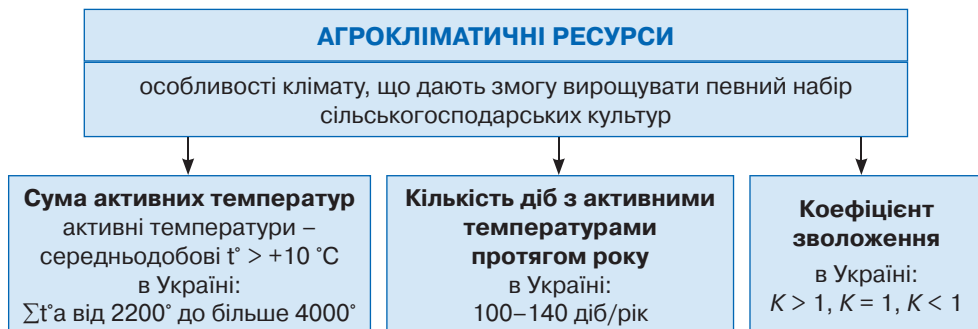 АГРОКЛІМАТИЧНІ РЕСУРСИ
особливості клімату, що дають змогу вирощувати певний набір
сільськогосподарських культур
Сума активних температур
активні температури –
середньодобові t° > +10 °C
в Україні:
∑t°а від 2200° до більше 4000°
Кількість діб з активними
температурами
протягом року
в Україні:
100–140 діб/рік
Коефіцієнт
зволоження
в Україні:
K > 1, K = 1, K < 1